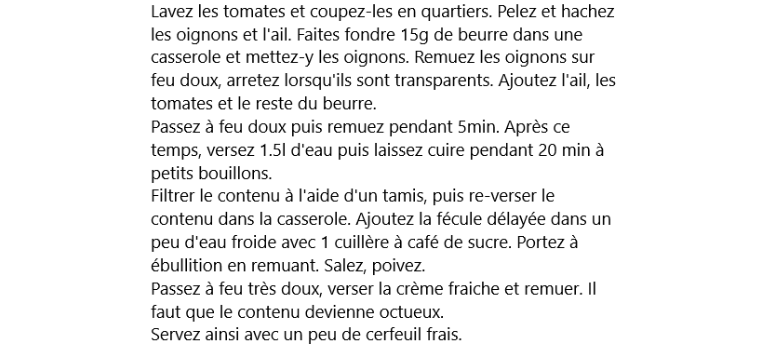 Lavez les tomates et coupez-les en quartiers. Pelez et hachez
les oignons et l'ail. Faites fondre 15g de beurre dans une
casserole et mettez-y les oignons. Remuez les oignons sur
feu doux, arretez lorsqu'ils sont transparents. Ajoutez l'ail, les
tomates et le reste du beurre.
Passez à feu doux puis remuez pendant 5min. Après ce
temps, versez 1.5l d'eau puis laissez cuire pendant 20 min à
petits bouillons.
Filtrer le contenu à l'aide d'un tamis, puis re-verser le
contenu dans la casserole. Ajoutez la fécule délayée dans un
peu d'eau froide avec 1 cuillère à café de sucre. Portez à
ébullition en remuant. Salez, poivez.
Passez à feu très doux, verser la crème fraiche et remuer. Il
faut que le contenu devienne octueux.
Servez ainsi avec un peu de cerfeuil frais.